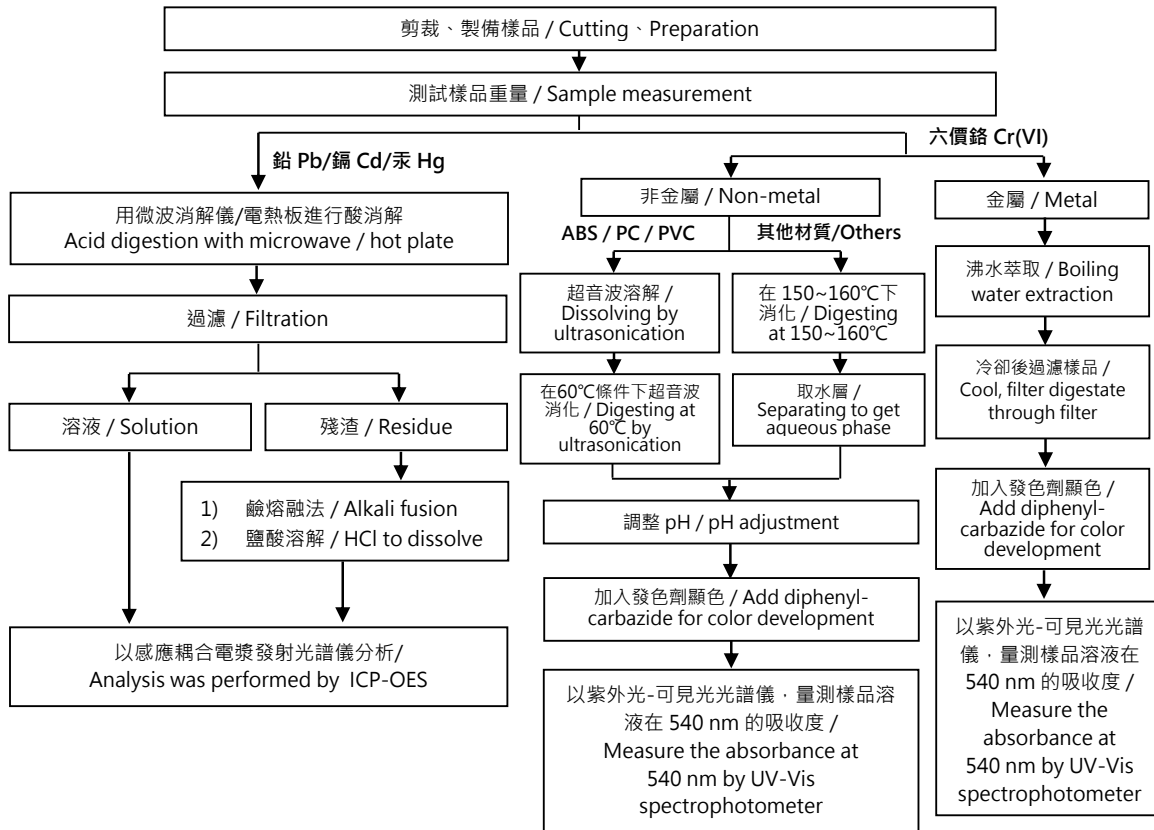 剪裁、製備樣品 / Cutting、Preparation
測試樣品重量 / Sample measurement
鉛 Pb/鎘 Cd/汞 Hg
六價鉻 Cr(VI)
用微波消解儀/電熱板進行酸消解
Acid digestion with microwave / hot plate
過濾 / Filtration
溶液 / Solution
殘渣 / Residue
1) 鹼熔融法 / Alkali fusion
2) 鹽酸溶解 / HCl to dissolve
以感應耦合電漿發射光譜儀分析/
Analysis was performed by ICP-OES
非金屬 / Non-metal
ABS / PC / PVC
其他材質/Others
超音波溶解 /
Dissolving by
ultrasonication
在60℃條件下超音波
消化 / Digesting at
60℃ by
ultrasonication
在 150~160℃下
消化 / Digesting
at 150~160℃
取水層 /
Separating to get
aqueous phase
調整 pH / pH adjustment
加入發色劑顯色 / Add diphenyl-
carbazide for color development
以紫外光-可見光光譜儀，量測樣品溶
液在 540 nm 的吸收度 /
Measure the absorbance at
540 nm by UV-Vis
spectrophotometer
金屬 / Metal
沸水萃取 / Boiling
water extraction
冷卻後過濾樣品 /
Cool, filter digestate
through filter
加入發色劑顯色 /
Add diphenyl-
carbazide for color
development
以紫外光-可見光光譜
儀，量測樣品溶液在
540 nm 的吸收度 /
Measure the
absorbance at
540 nm by UV-Vis
spectrophotometer